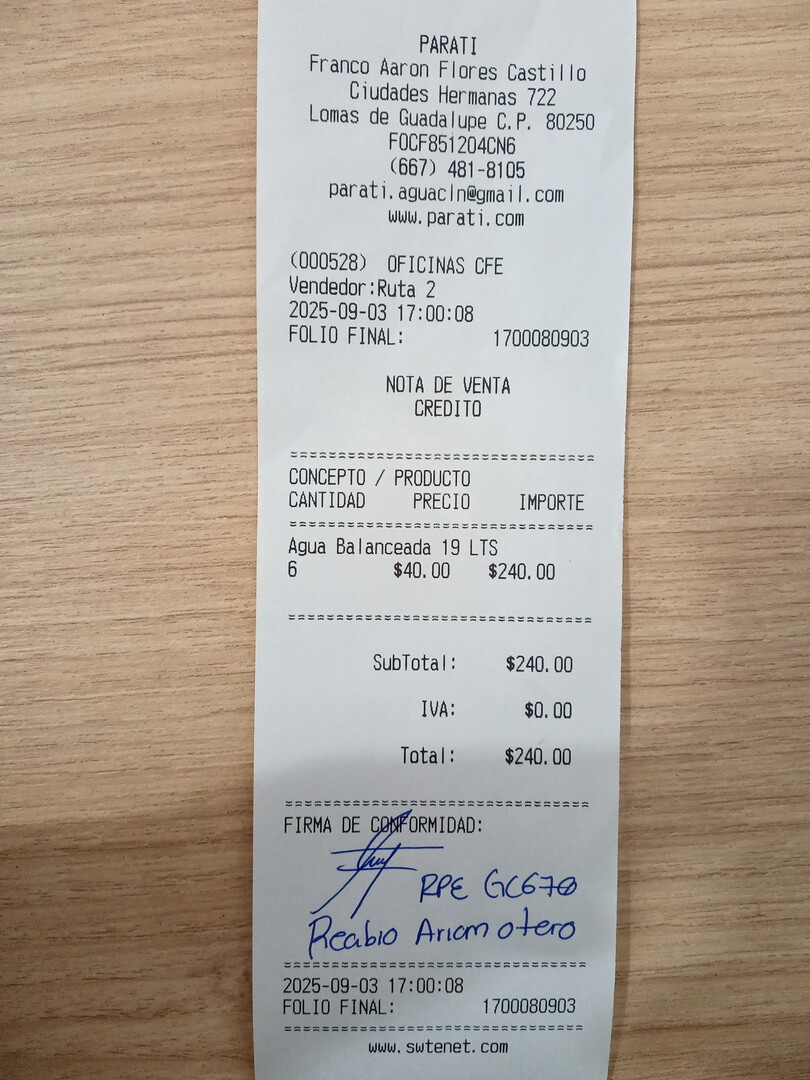 PARATI
Franco Aaron Flores Castillo
Ciudades Hermanas 722
Lomas de Guadalupe C.P. 80250
FOCF851204CN6
(667) 481-8105
parati.aguacln@gmail.com
www.parati.com
(000528) OFICINAS CFE
Vendedor:Ruta 2
2025-09-03 17:00:08
FOLIO FINAL: 1700080903
NOTA DE VENTA
CREDITO
CONCEPTO / PRODUCTO
CANTIDAD PRECIO IMPORTE
Agua Balanceada 19 LTS
6 $40.00 $240.00
SubTotal: $240.00
IVA: $0.00
Total: $240.00
FIRMA DE CONFORMIDAD:
RPE GC670
Recibio Ariam otero
2025-09-03 17:00:08
FOLIO FINAL: 1700080903
www.swtenet.com